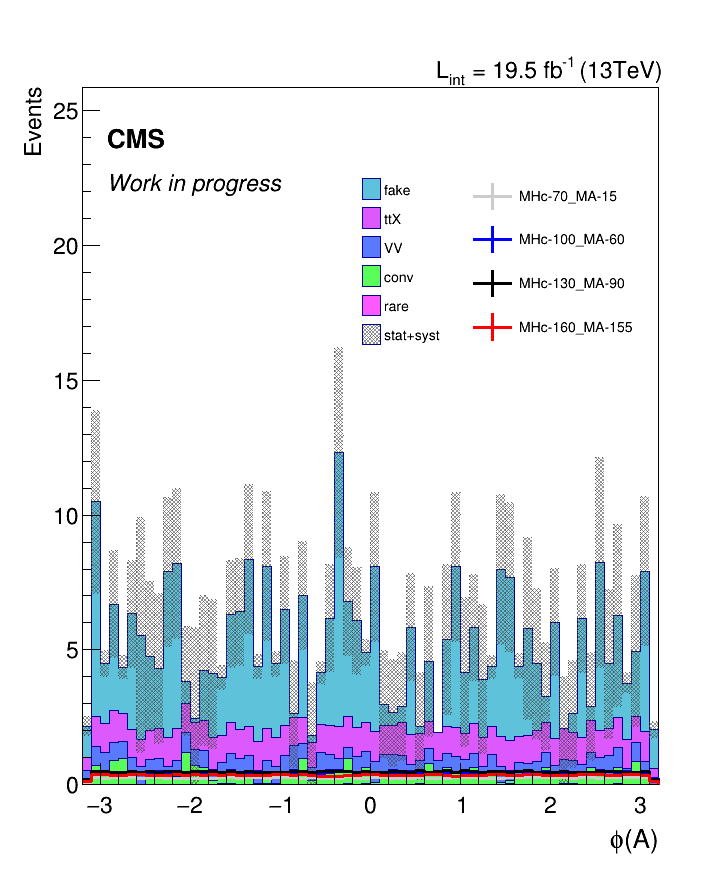 L_int = 19.5 fb^-1 (13TeV)
Events
25
20
15
10
5
0
CMS
Work in progress
fake
ttX
VV
conv
rare
stat+syst
MHc-70_MA-15
MHc-100_MA-60
MHc-130_MA-90
MHc-160_MA-155
−3 −2 −1 0 1 2 3
ϕ(A)